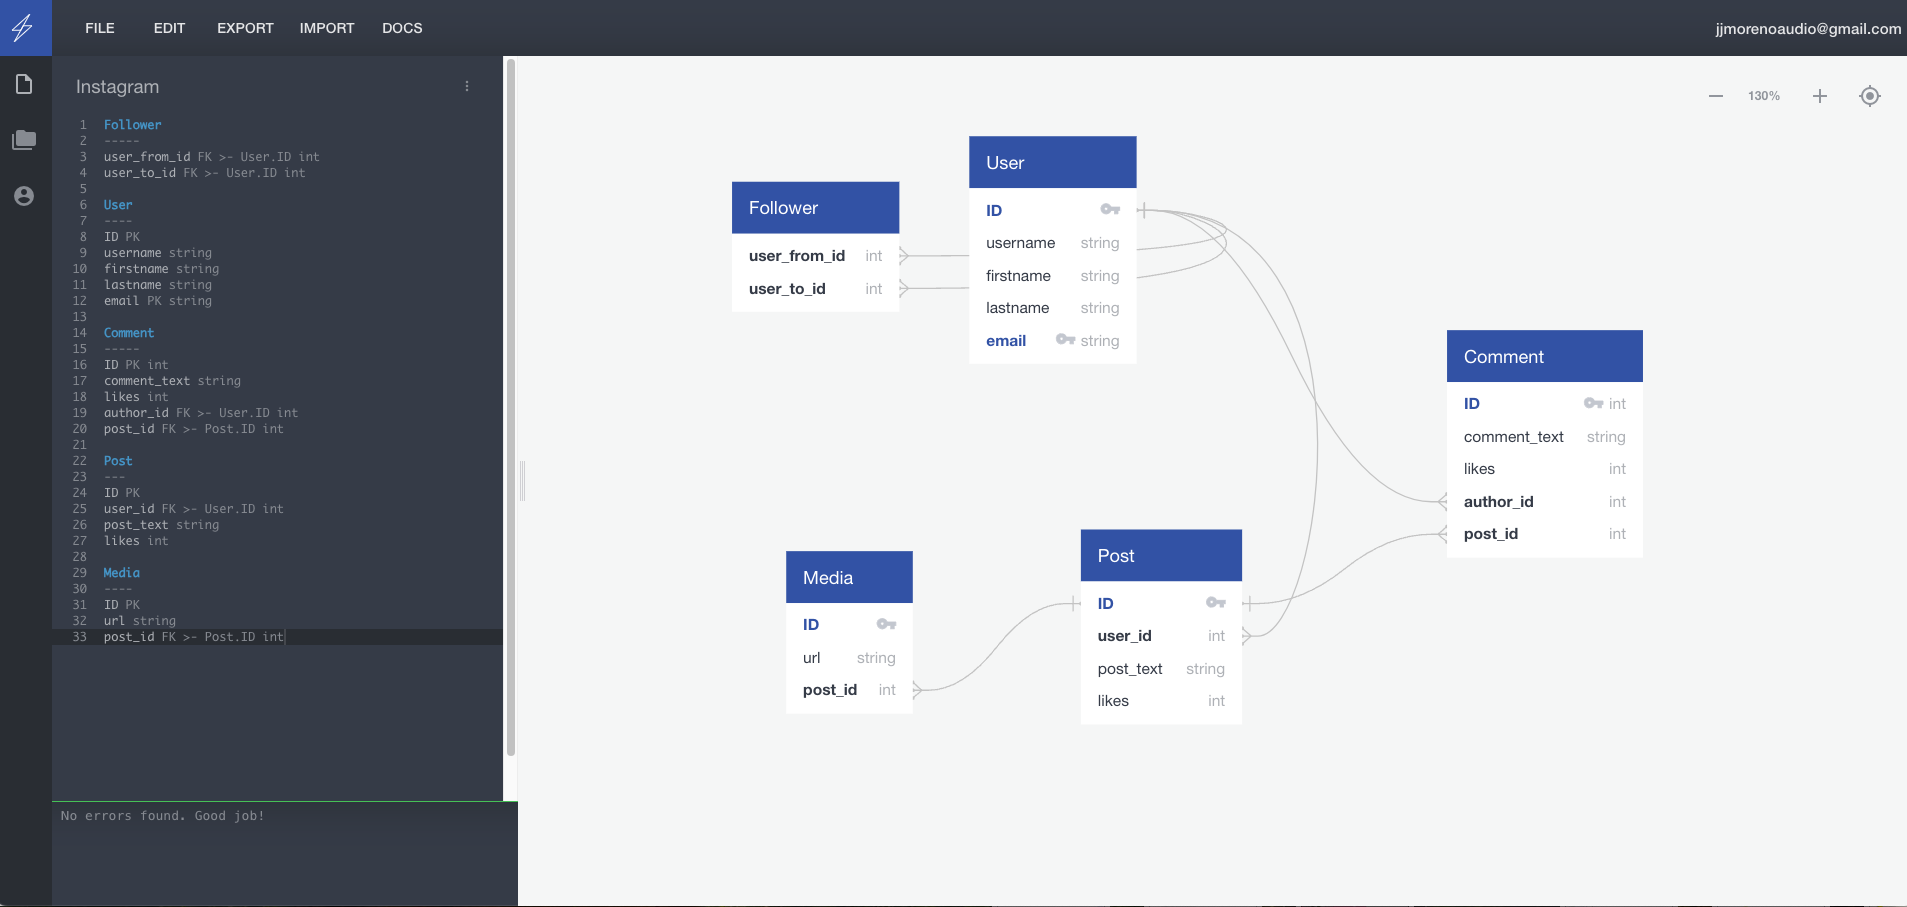 FILE EDIT EXPORT IMPORT DOCS
jjmorenoaudio@gmail.com
Instagram
1 Follower
2 -----
3 user_from_id FK >- User.ID int
4 user_to_id FK >- User.ID int
5
6 User
7 ----
8 ID PK
9 username string
10 firstname string
11 lastname string
12 email PK string
13
14 Comment
15 -----
16 ID PK int
17 comment_text string
18 likes int
19 author_id FK >- User.ID int
20 post_id FK >- Post.ID int
21
22 Post
23 ---
24 ID PK
25 user_id FK >- User.ID int
26 post_text string
27 likes int
28
29 Media
30 ----
31 ID PK
32 url string
33 post_id FK >- Post.ID int
No errors found. Good job!
130%
Follower
user_from_id int
user_to_id int
User
ID
username string
firstname string
lastname string
email string
Comment
ID int
comment_text string
likes int
author_id int
post_id int
Media
ID
url string
post_id int
Post
ID
user_id int
post_text string
likes int